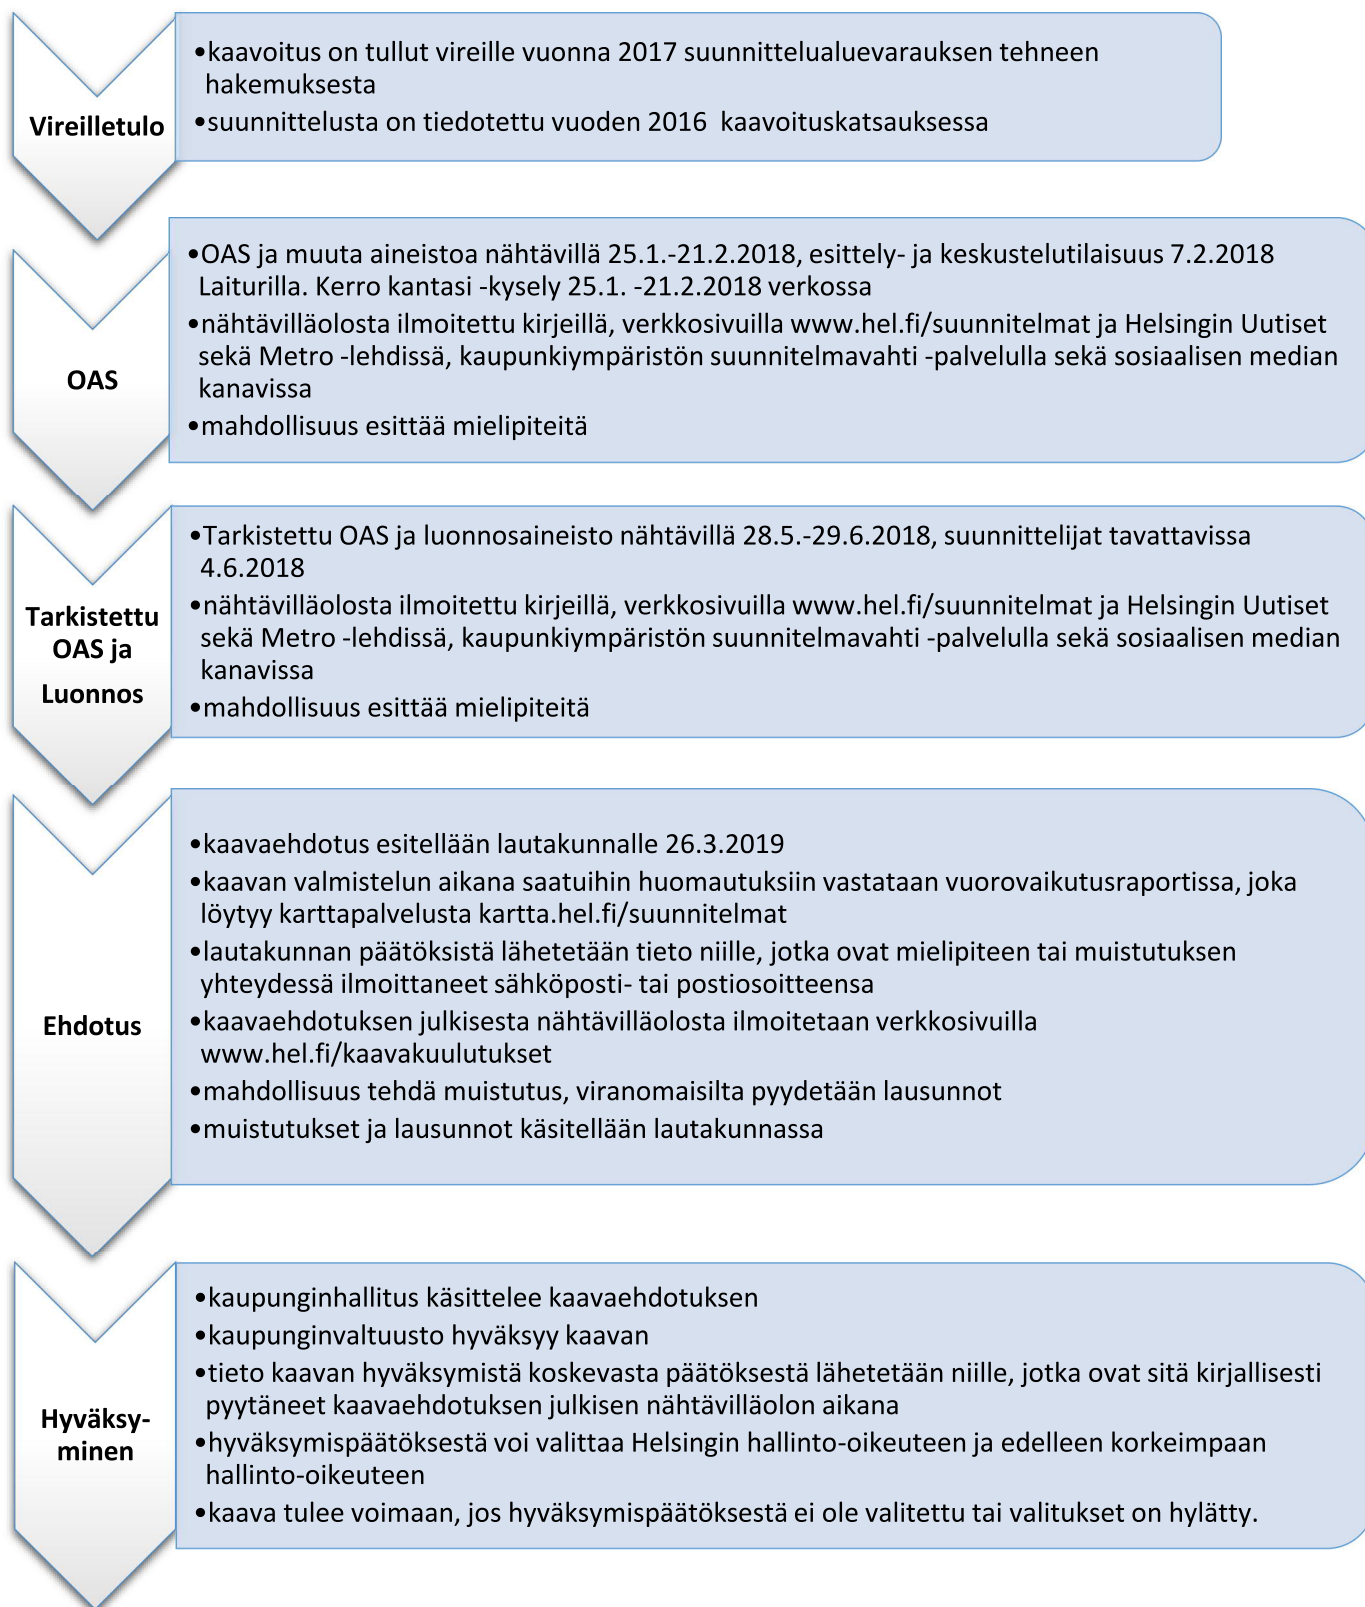 Vireilletulo
•kaavoitus on tullut vireille vuonna 2017 suunnittelualuevarauksen tehneen
hakemuksesta
•suunnittelusta on tiedotettu vuoden 2016  kaavoituskatsauksessa
OAS
•OAS ja muuta aineistoa nähtävillä 25.1.-21.2.2018, esittely- ja keskustelutilaisuus 7.2.2018
Laiturilla. Kerro kantasi -kysely 25.1. -21.2.2018 verkossa
•nähtävilläolosta ilmoitettu kirjeillä, verkkosivuilla www.hel.fi/suunnitelmat ja Helsingin Uutiset
sekä Metro -lehdissä, kaupunkiympäristön suunnitelmavahti -palvelulla sekä sosiaalisen median
kanavissa
•mahdollisuus esittää mielipiteitä
Tarkistettu
OAS ja
Luonnos
•Tarkistettu OAS ja luonnosaineisto nähtävillä 28.5.-29.6.2018, suunnittelijat tavattavissa
4.6.2018
•nähtävilläolosta ilmoitettu kirjeillä, verkkosivuilla www.hel.fi/suunnitelmat ja Helsingin Uutiset
sekä Metro -lehdissä, kaupunkiympäristön suunnitelmavahti -palvelulla sekä sosiaalisen median
kanavissa
•mahdollisuus esittää mielipiteitä
Ehdotus
•kaavaehdotus esitellään lautakunnalle 26.3.2019
•kaavan valmistelun aikana saatuihin huomautuksiin vastataan vuorovaikutusraportissa, joka
löytyy karttapalvelusta kartta.hel.fi/suunnitelmat
•lautakunnan päätöksistä lähetetään tieto niille, jotka ovat mielipiteen tai muistutuksen
yhteydessä ilmoittaneet sähköposti- tai postiosoitteensa
•kaavaehdotuksen julkisesta nähtävilläolosta ilmoitetaan verkkosivuilla
www.hel.fi/kaavakuulutukset
•mahdollisuus tehdä muistutus, viranomaisilta pyydetään lausunnot
•muistutukset ja lausunnot käsitellään lautakunnassa
Hyväksy-
minen
•kaupunginhallitus käsittelee kaavaehdotuksen
•kaupunginvaltuusto hyväksyy kaavan
•tieto kaavan hyväksymistä koskevasta päätöksestä lähetetään niille, jotka ovat sitä kirjallisesti
pyytäneet kaavaehdotuksen julkisen nähtävilläolon aikana
•hyväksymispäätöksestä voi valittaa Helsingin hallinto-oikeuteen ja edelleen korkeimpaan
hallinto-oikeuteen
•kaava tulee voimaan, jos hyväksymispäätöksestä ei ole valitettu tai valitukset on hylätty.